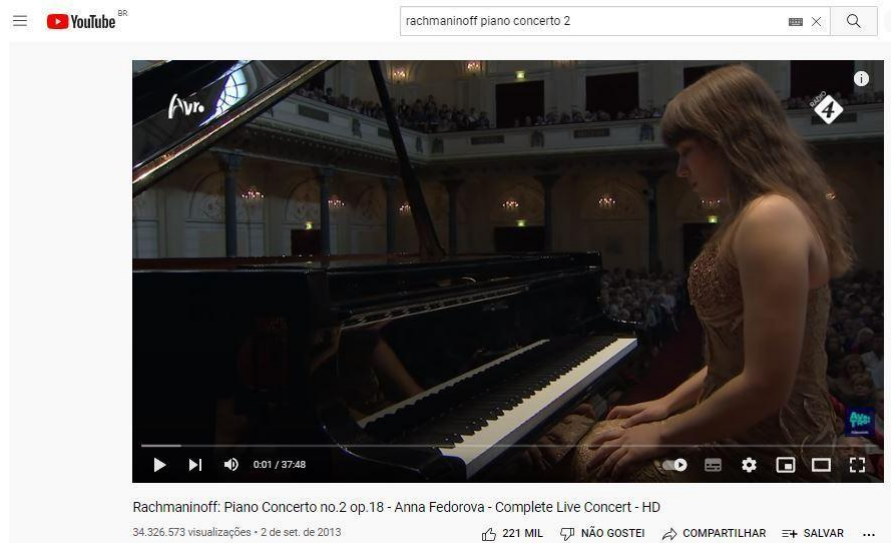 YouTube BR
rachmaninoff piano concerto 2
Avro
RADIO 4
0:01 / 37:48
Rachmaninoff: Piano Concerto no.2 op.18 - Anna Fedorova - Complete Live Concert - HD
34.326.573 visualizações • 2 de set. de 2013
221 MIL NÃO GOSTEI COMPARTILHAR SALVAR ...